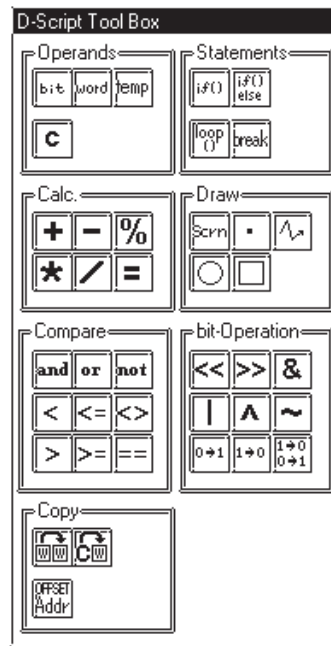 D-Script Tool Box
Operands
bit word temp
C
Statements
if() if() else
loop() break
Calc.
+ - %
* / =
Draw
Scrn
Compare
and or not
< <= <>
> >= ==
bit-Operation
<< >> &
| ∧ ~
0→1 1→0 1→0 0→1
Copy
W W C W
OFFSET Addr